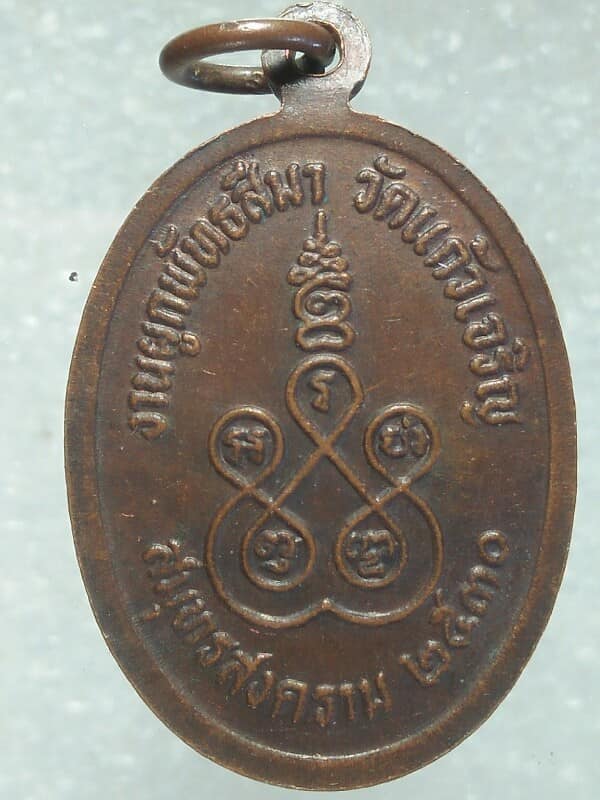 งานผูกพัทธสีมา วัดแก้วเจริญ
สมุทรสงคราม ๒๕๓๐